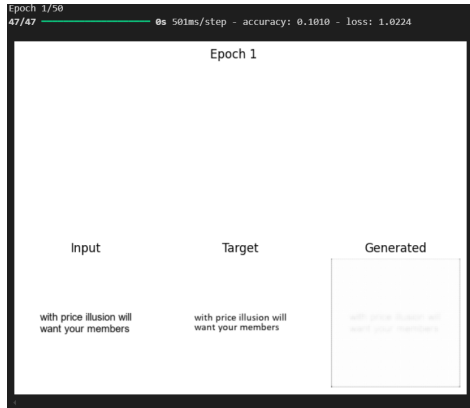 Epoch 1/50
47/47 ━━━━━━━━━━━━━━━━━━━━ 0s 501ms/step - accuracy: 0.1010 - loss: 1.0224
Epoch 1
Input Target Generated
with price illusion will with price illusion will
want your members want your members